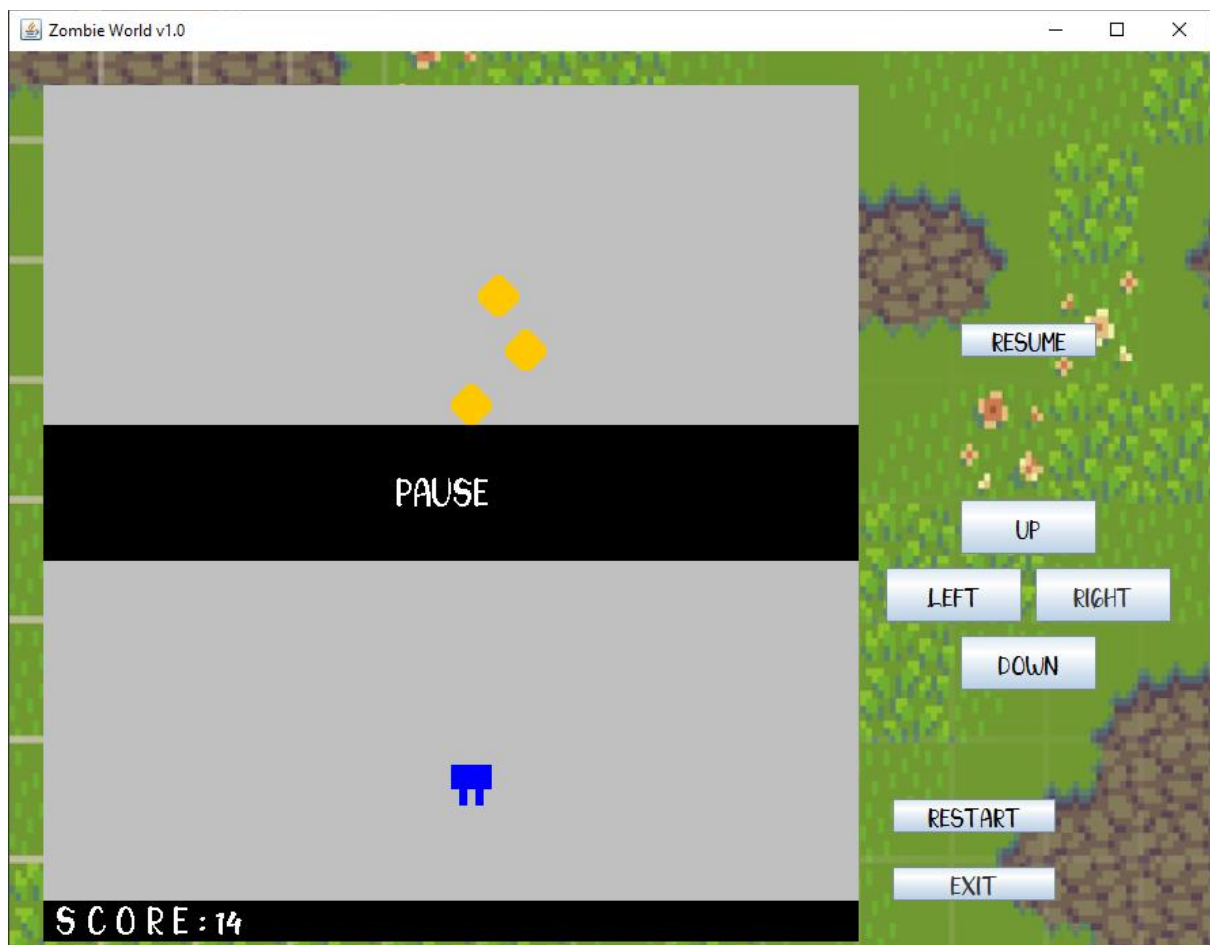 Zombie World v1.0
RESUME
PAUSE
UP
LEFT
RIGHT
DOWN
RESTART
EXIT
SCORE:14